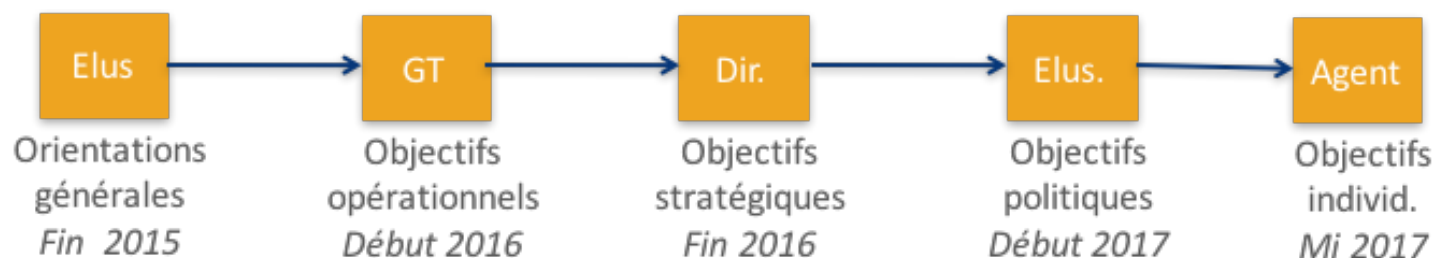 Elus
GT
Dir.
Elus.
Agent
Orientations
générales
Fin 2015
Objectifs
opérationnels
Début 2016
Objectifs
stratégiques
Fin 2016
Objectifs
politiques
Début 2017
Objectifs
individ.
Mi 2017